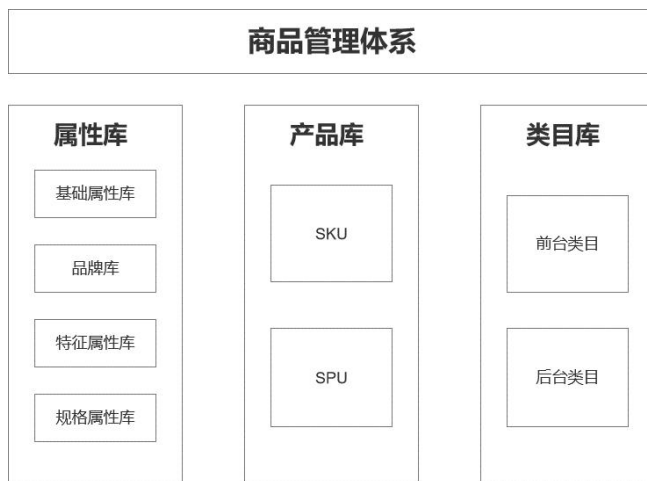 商品管理体系
属性库
基础属性库
品牌库
特征属性库
规格属性库
产品库
SKU
SPU
类目库
前台类目
后台类目